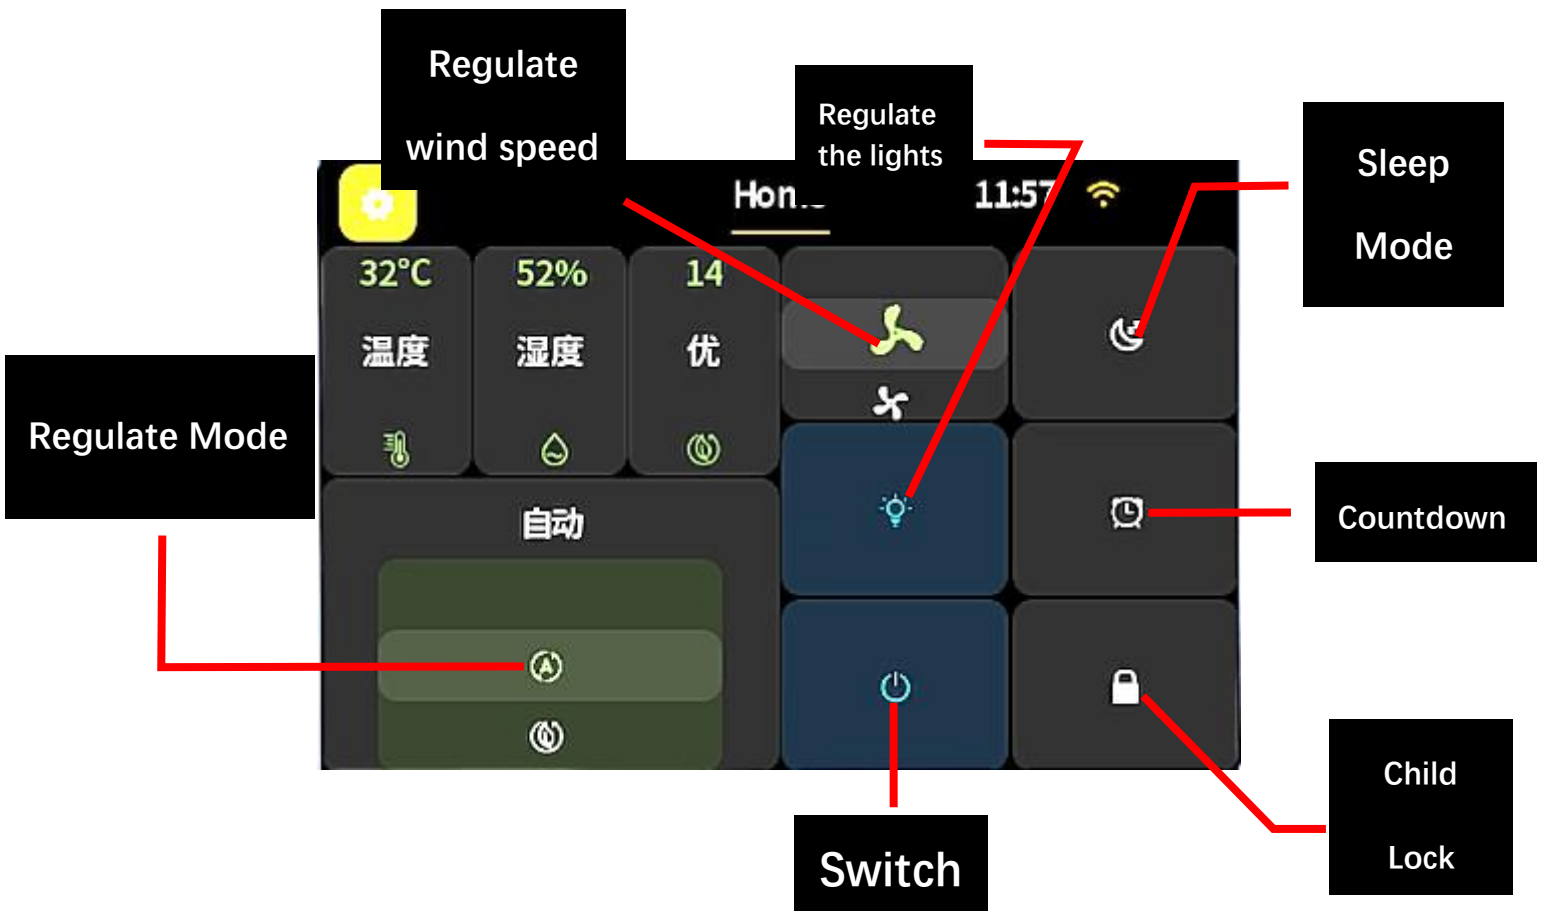 Regulate
wind speed
Regulate
the lights
Sleep
Mode
11:57
32°C
52%
14
温度
湿度
优
Regulate Mode
自动
Countdown
Switch
Child
Lock